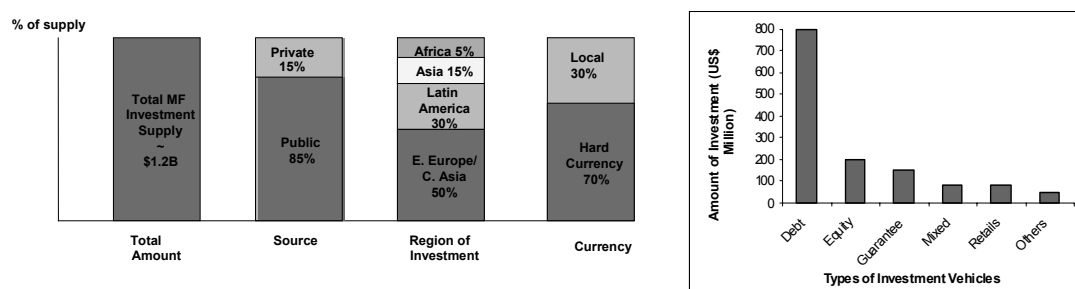 % of supply
Total MF
Investment
Supply
~
$1.2B
Private
15%
Public
85%
Africa 5%
Asia 15%
Latin
America
30%
E. Europe/
C. Asia
50%
Local
30%
Hard
Currency
70%
Total
Amount
Source
Region of
Investment
Currency
Amount of Investment (US$
Million)
800
700
600
500
400
300
200
100
0
Debt
Equity
Guarantee
Mixed
Retails
Others
Types of Investment Vehicles